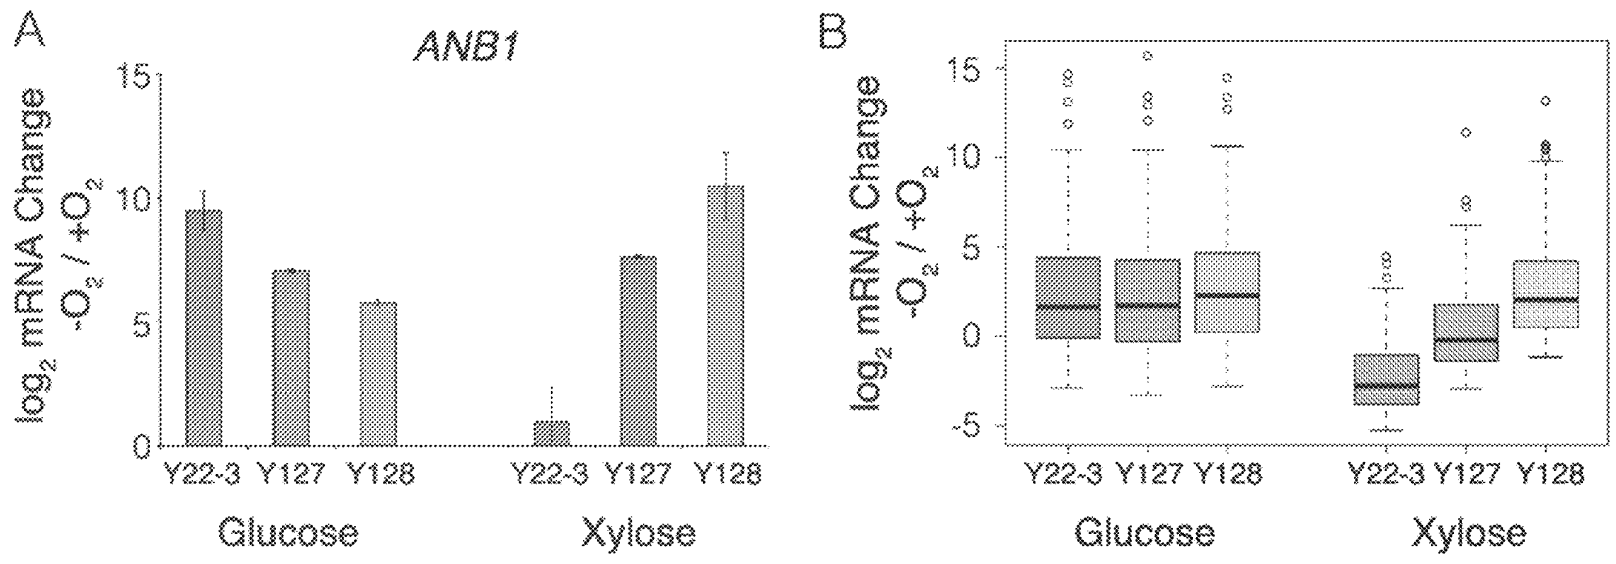 A
ANB1
log2 mRNA Change
-O2 / +O2
15
10
5
0
Y22-3 Y127 Y128
Y22-3 Y127 Y128
Glucose
Xylose
B
log2 mRNA Change
-O2 / +O2
15
10
5
0
-5
Y22-3 Y127 Y128
Y22-3 Y127 Y128
Glucose
Xylose